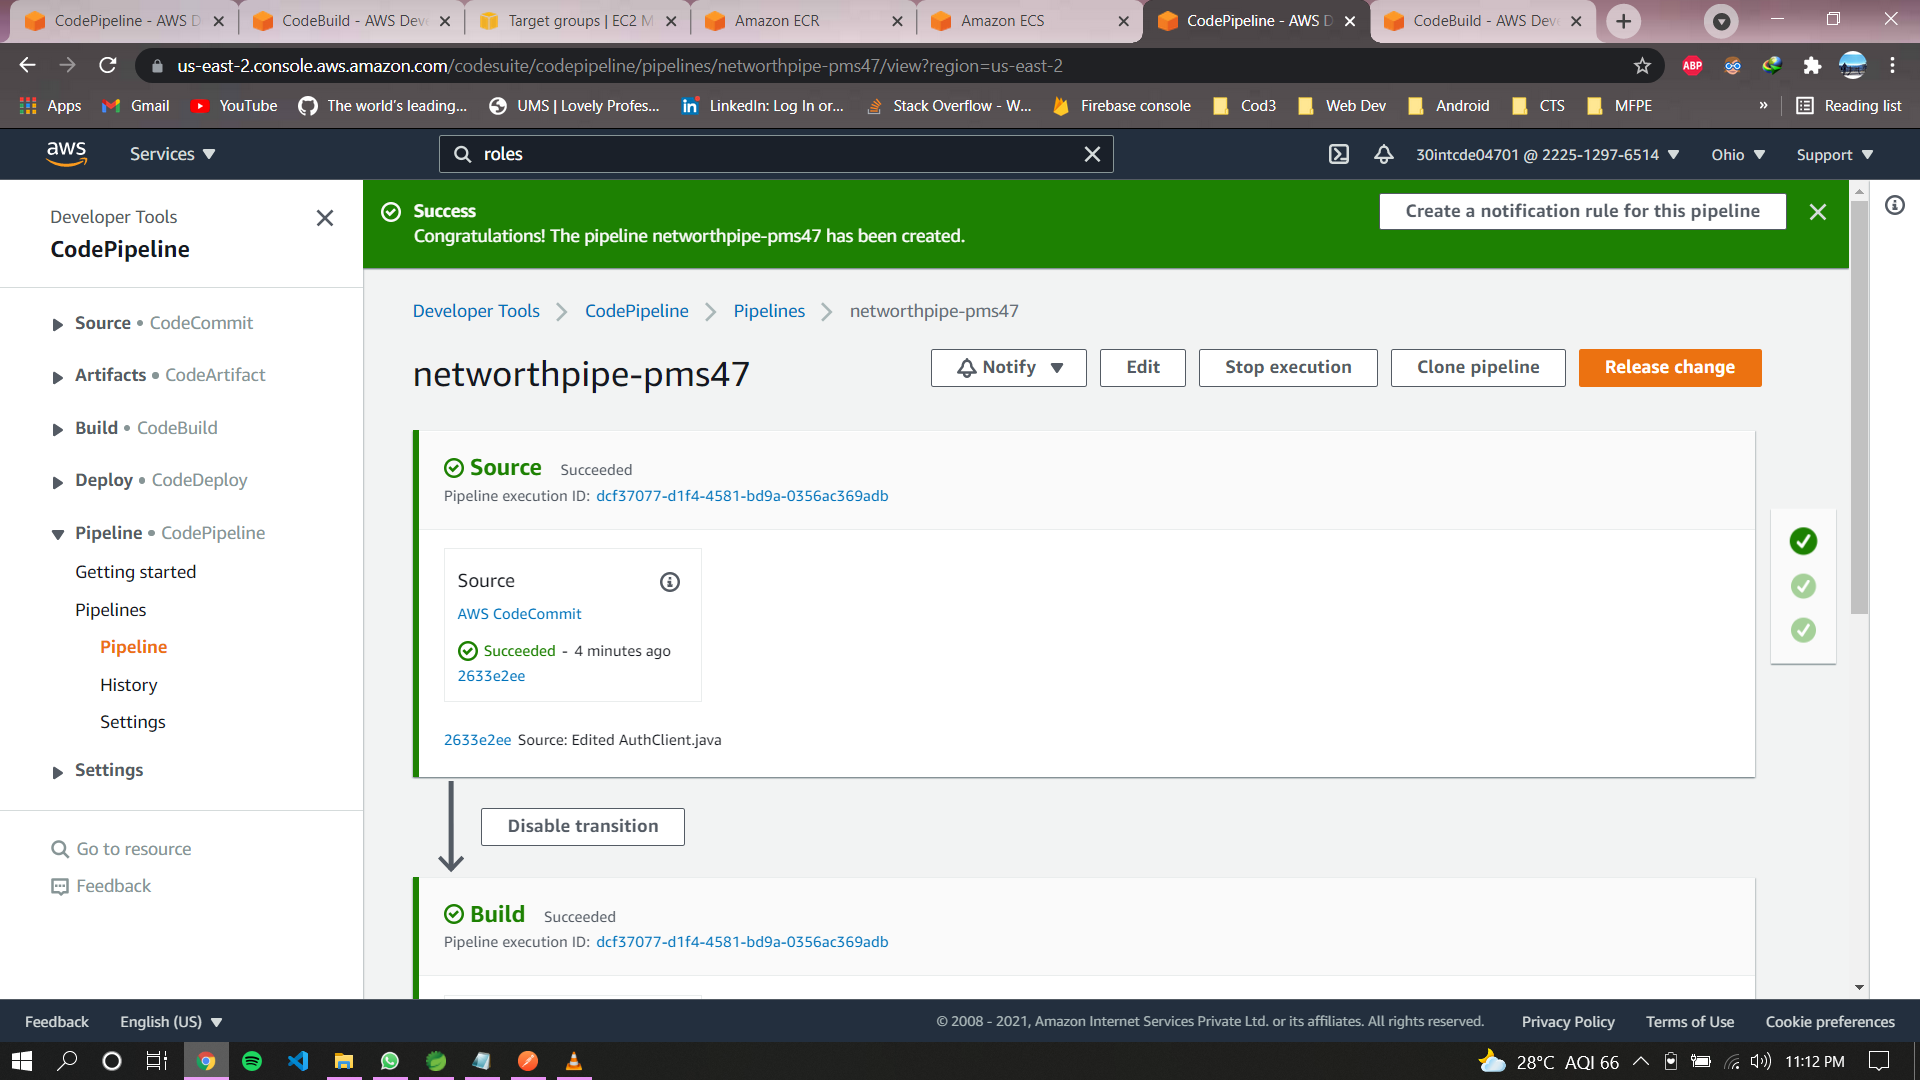 CodePipeline - AWS D
CodeBuild - AWS Deve
Target groups | EC2 M
Amazon ECR
Amazon ECS
CodePipeline - AWS D
CodeBuild - AWS Deve
us-east-2.console.aws.amazon.com/codesuite/codepipeline/pipelines/networthpipe-pms47/view?region=us-east-2
ABP
Apps
Gmail
YouTube
The world's leading...
UMS | Lovely Profes...
LinkedIn: Log In or...
Stack Overflow - W...
Firebase console
Cod3
Web Dev
Android
CTS
MFPE
»
Reading list
aws
Services
roles
30intcde04701 @ 2225-1297-6514
Ohio
Support
Developer Tools
CodePipeline
Source • CodeCommit
Artifacts • CodeArtifact
Build • CodeBuild
Deploy • CodeDeploy
Pipeline • CodePipeline
Getting started
Pipelines
Pipeline
History
Settings
Settings
Go to resource
Feedback
Success
Congratulations! The pipeline networthpipe-pms47 has been created.
Create a notification rule for this pipeline
Developer Tools
CodePipeline
Pipelines
networthpipe-pms47
networthpipe-pms47
Notify
Edit
Stop execution
Clone pipeline
Release change
Source Succeeded
Pipeline execution ID: dcf37077-d1f4-4581-bd9a-0356ac369adb
Source
AWS CodeCommit
Succeeded - 4 minutes ago
2633e2ee
2633e2ee Source: Edited AuthClient.java
Disable transition
Build Succeeded
Pipeline execution ID: dcf37077-d1f4-4581-bd9a-0356ac369adb
Feedback
English (US)
© 2008 - 2021, Amazon Internet Services Private Ltd. or its affiliates. All rights reserved.
Privacy Policy
Terms of Use
Cookie preferences
28°C AQI 66
11:12 PM